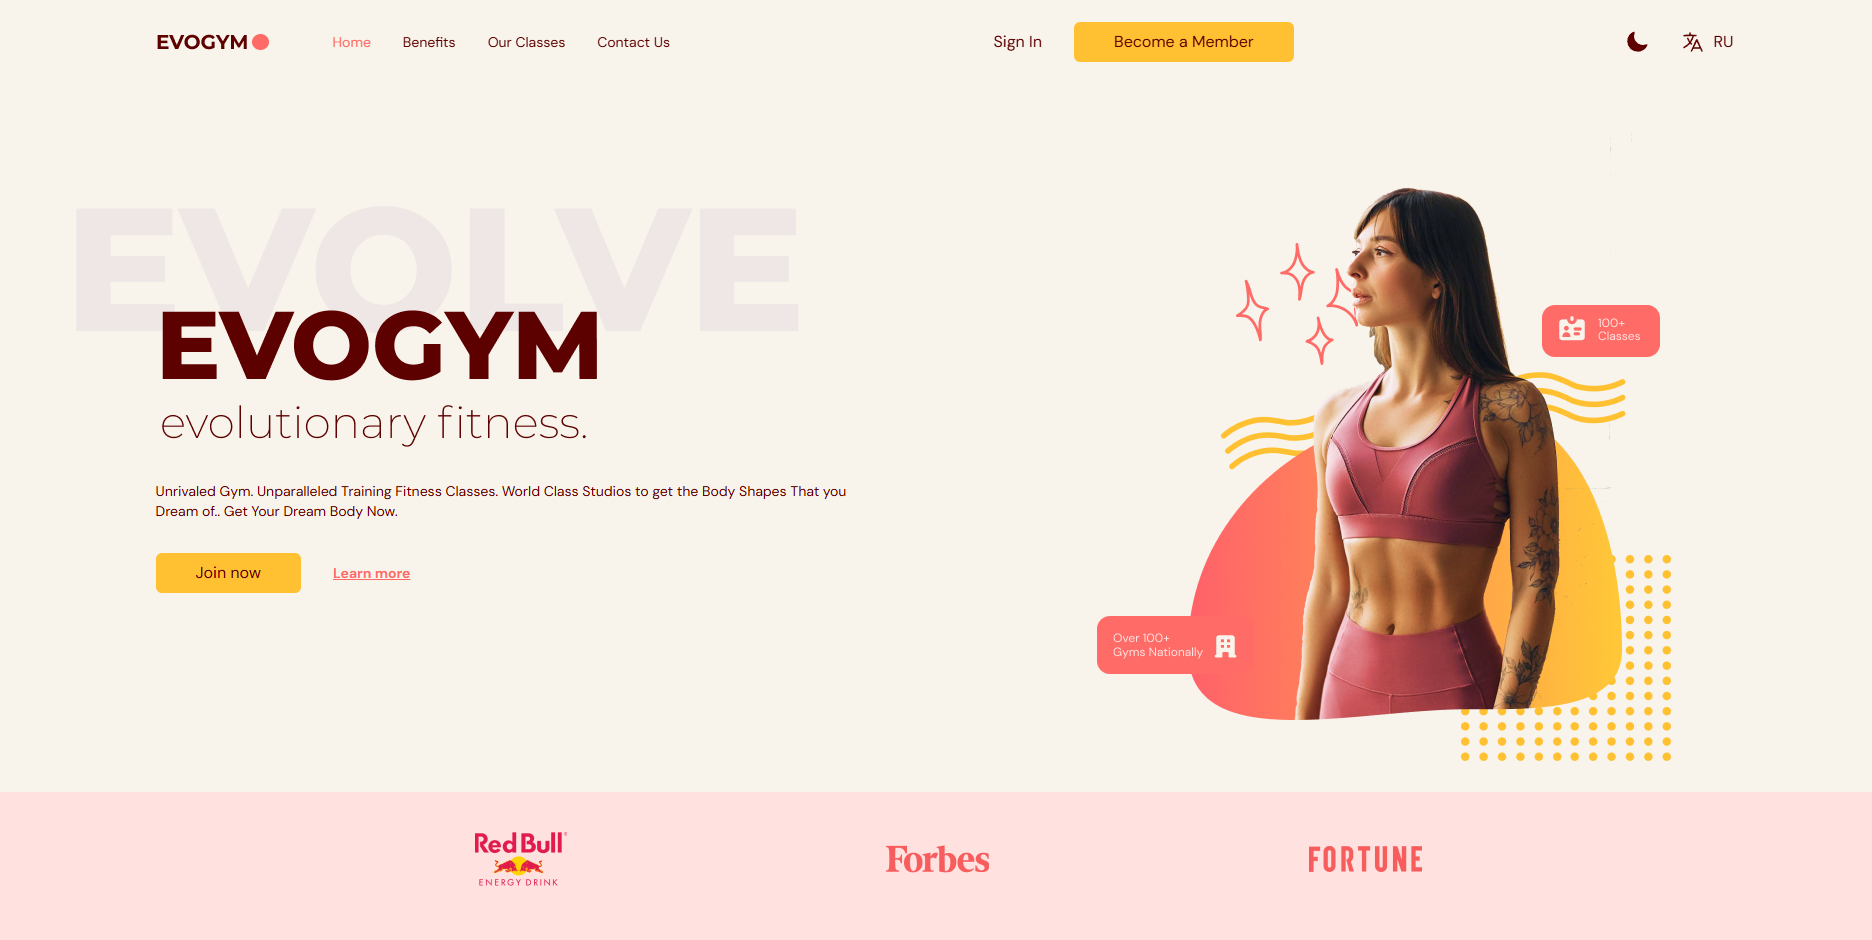 EVOGYM
Home
Benefits
Our Classes
Contact Us
Sign In
Become a Member
RU
EVOLVE
EVOGYM
evolutionary fitness.
Unrivaled Gym. Unparalleled Training Fitness Classes. World Class Studios to get the Body Shapes That you
Dream of.. Get Your Dream Body Now.
Join now
Learn more
100+
Classes
Over 100+
Gyms Nationally
Red Bull
ENERGY DRINK
Forbes
FORTUNE